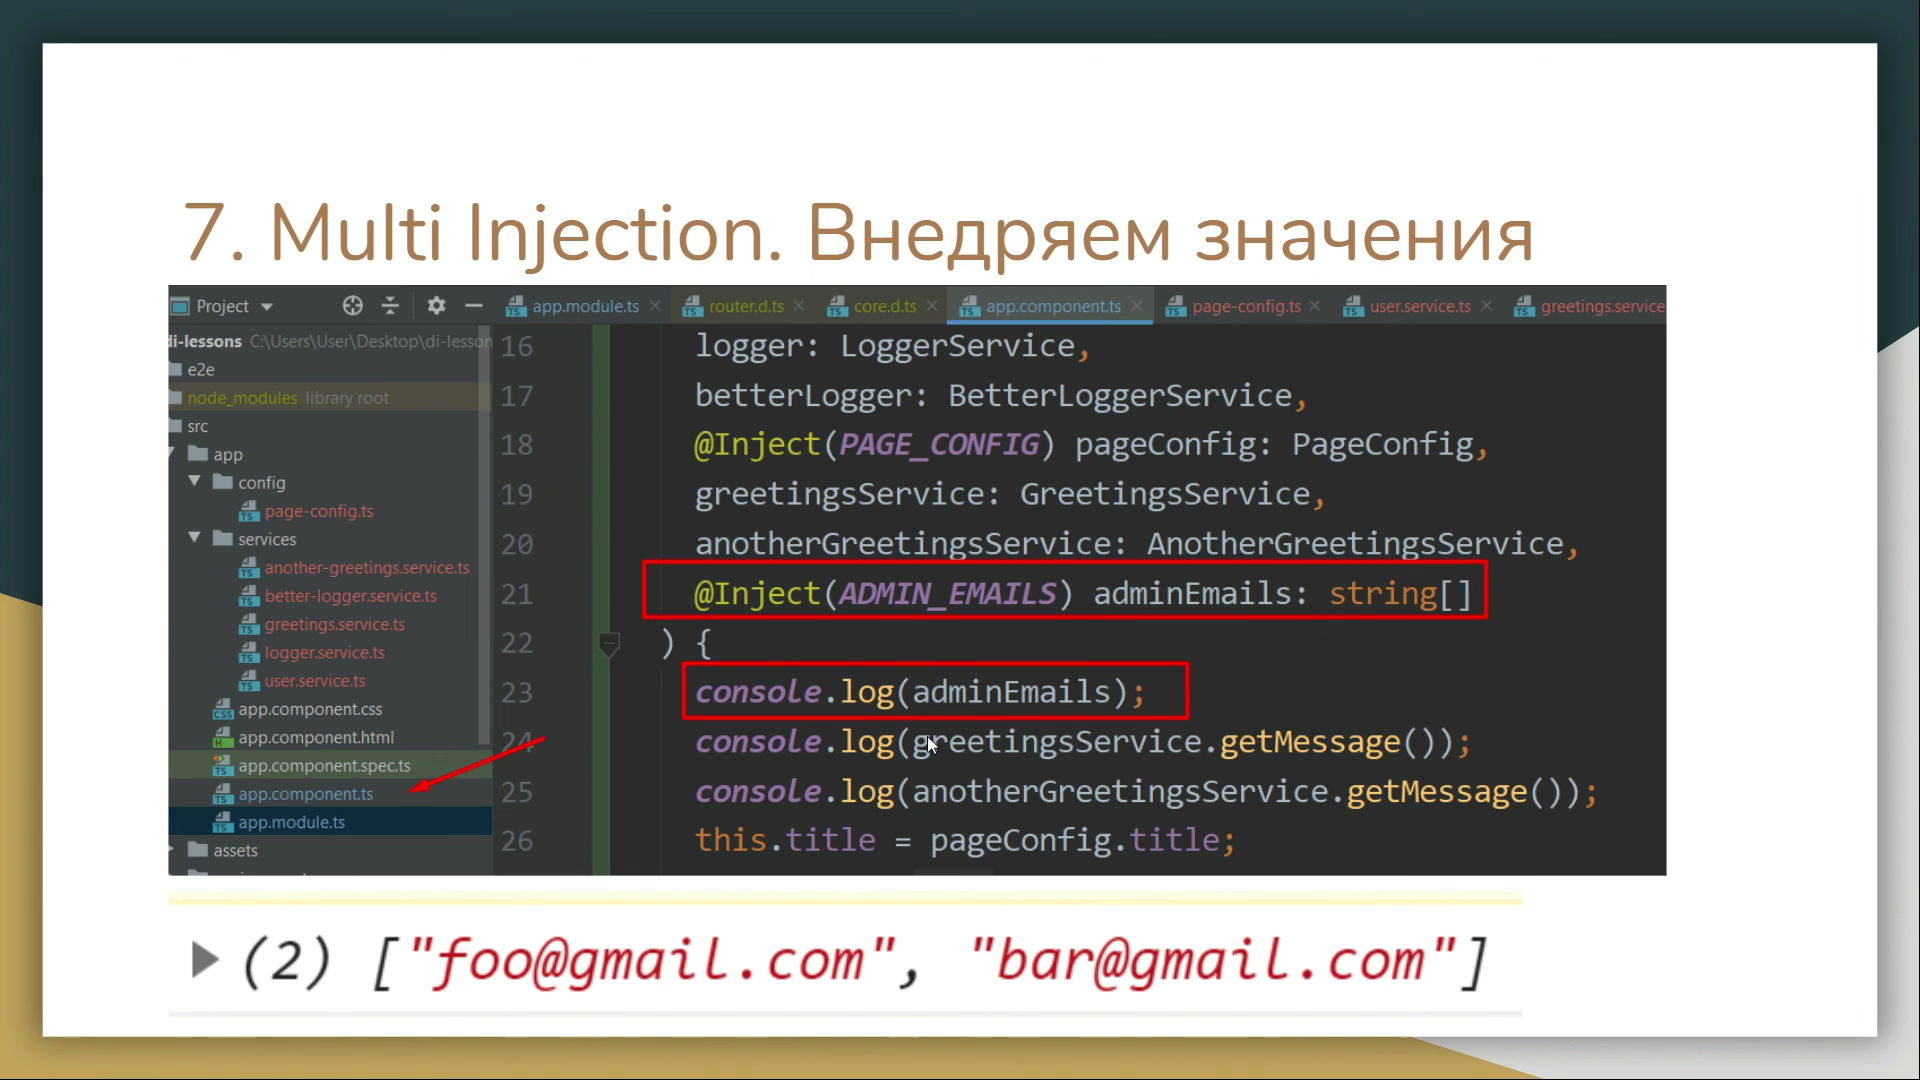 7. Multi Injection. Внедряем значения
Project
app.module.ts
router.d.ts
core.d.ts
app.component.ts
page-config.ts
user.service.ts
greetings.service
di-lessons C:\Users\User\Desktop\di-lesson
e2e
node_modules library root
src
app
config
page-config.ts
services
another-greetings.service.ts
better-logger.service.ts
greetings.service.ts
logger.service.ts
user.service.ts
app.component.css
app.component.html
app.component.spec.ts
app.component.ts
app.module.ts
assets
16 logger: LoggerService,
17 betterLogger: BetterLoggerService,
18 @Inject(PAGE_CONFIG) pageConfig: PageConfig,
19 greetingsService: GreetingsService,
20 anotherGreetingsService: AnotherGreetingsService,
21 @Inject(ADMIN_EMAILS) adminEmails: string[]
22 ) {
23 console.log(adminEmails);
24 console.log(greetingsService.getMessage());
25 console.log(anotherGreetingsService.getMessage());
26 this.title = pageConfig.title;
(2) ["foo@gmail.com", "bar@gmail.com"]